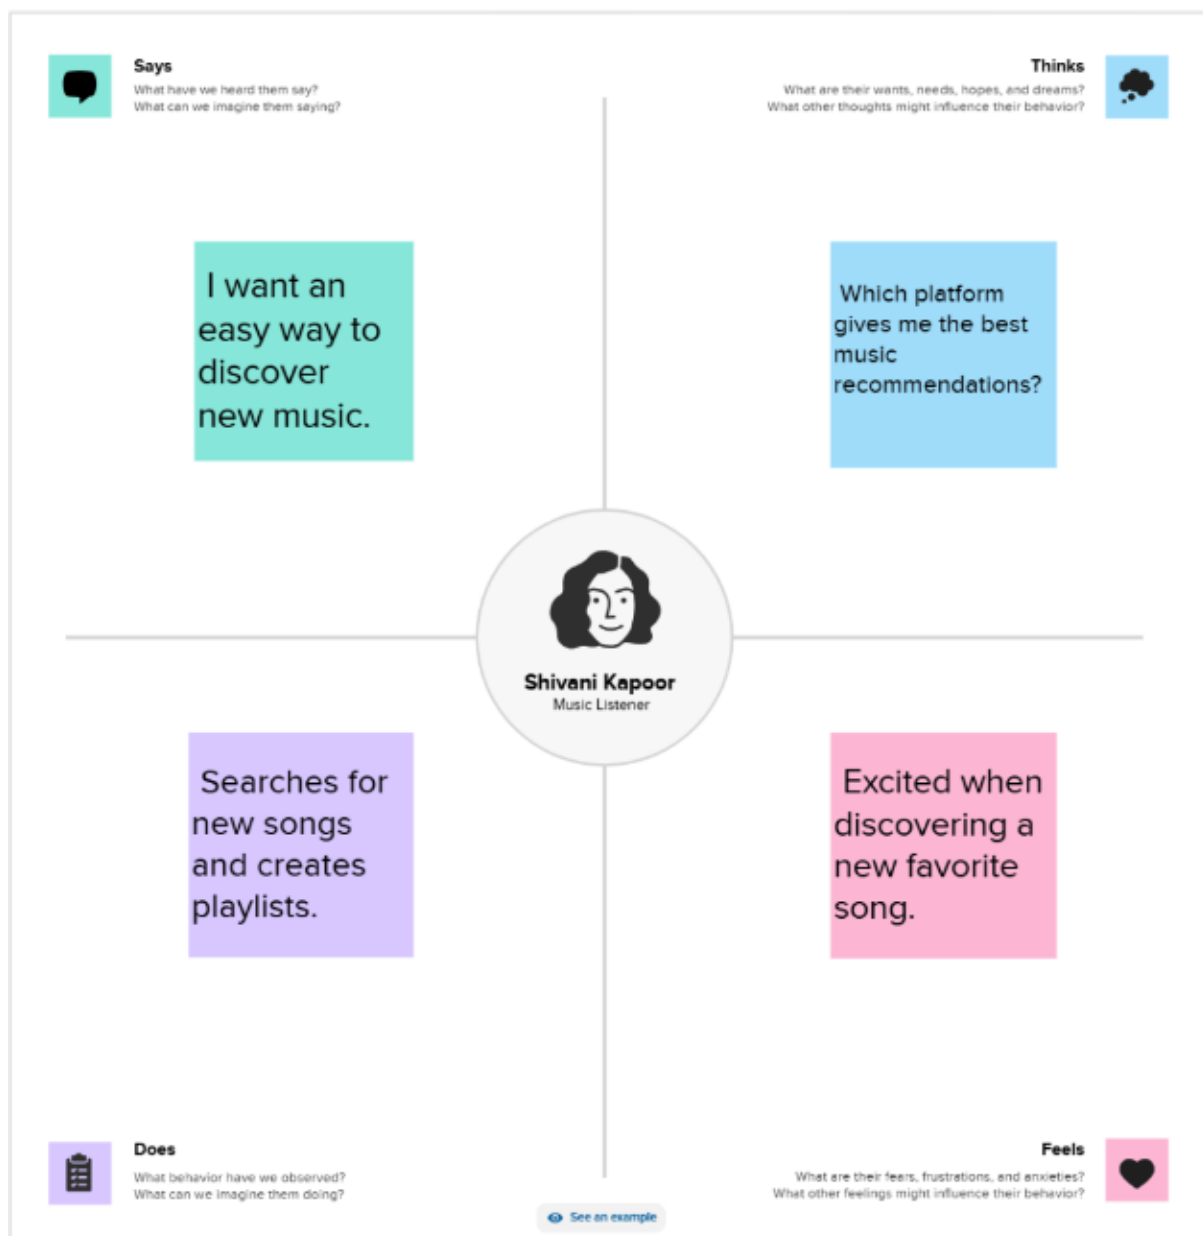 Says
What have we heard them say?
What can we imagine them saying?
Thinks
What are their wants, needs, hopes, and dreams?
What other thoughts might influence their behavior?
I want an
easy way to
discover
new music.
Which platform
gives me the best
music
recommendations?
Shivani Kapoor
Music Listener
Searches for
new songs
and creates
playlists.
Excited when
discovering a
new favorite
song.
Does
What behavior have we observed?
What can we imagine them doing?
Feels
What are their fears, frustrations, and anxieties?
What other feelings might influence their behavior?
See an example